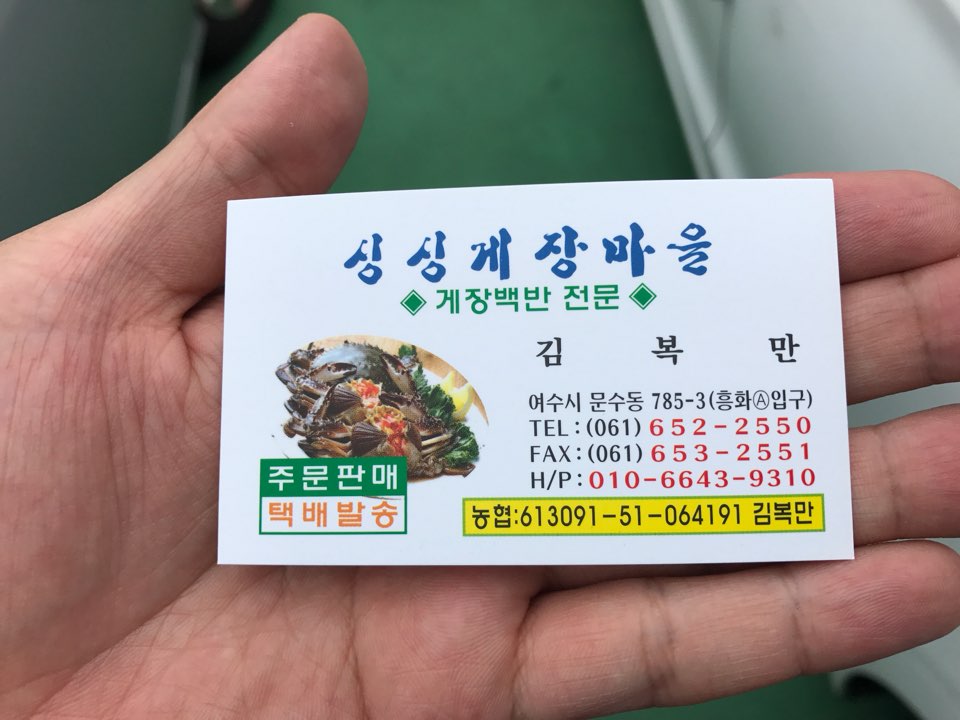 싱싱게장마을
◈ 게장백반 전문 ◈
김 복 만
여수시 문수동 785-3(흥화Ⓐ입구)
TEL:(061) 652-2550
FAX:(061) 653-2551
H/P:010-6643-9310
주문판매
택배발송
농협:613091-51-064191 김복만